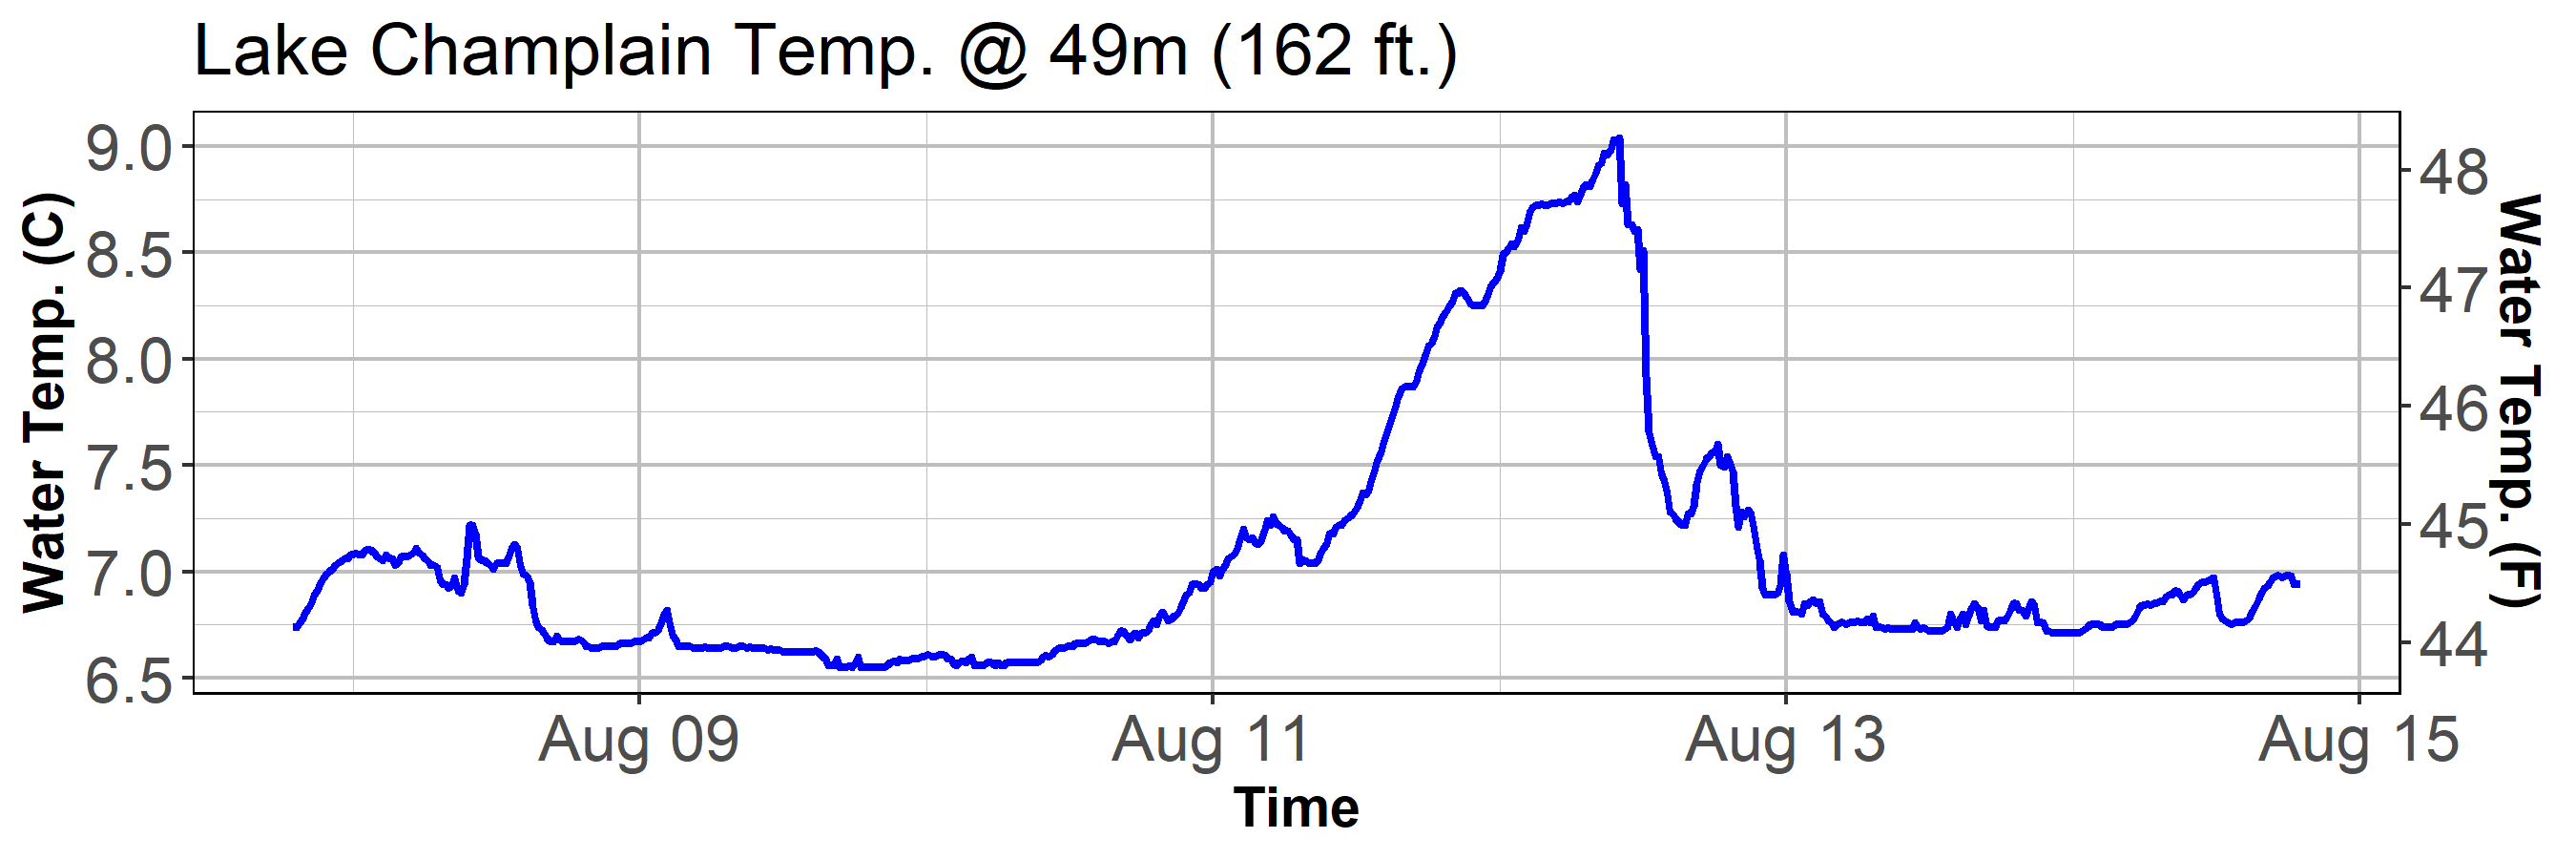 Lake Champlain Temp. @ 49m (162 ft.)
Water Temp. (C)
9.0
8.5
8.0
7.5
7.0
6.5
48
47
46
45
44
Water Temp. (F)
Aug 09 Aug 11 Aug 13 Aug 15
Time